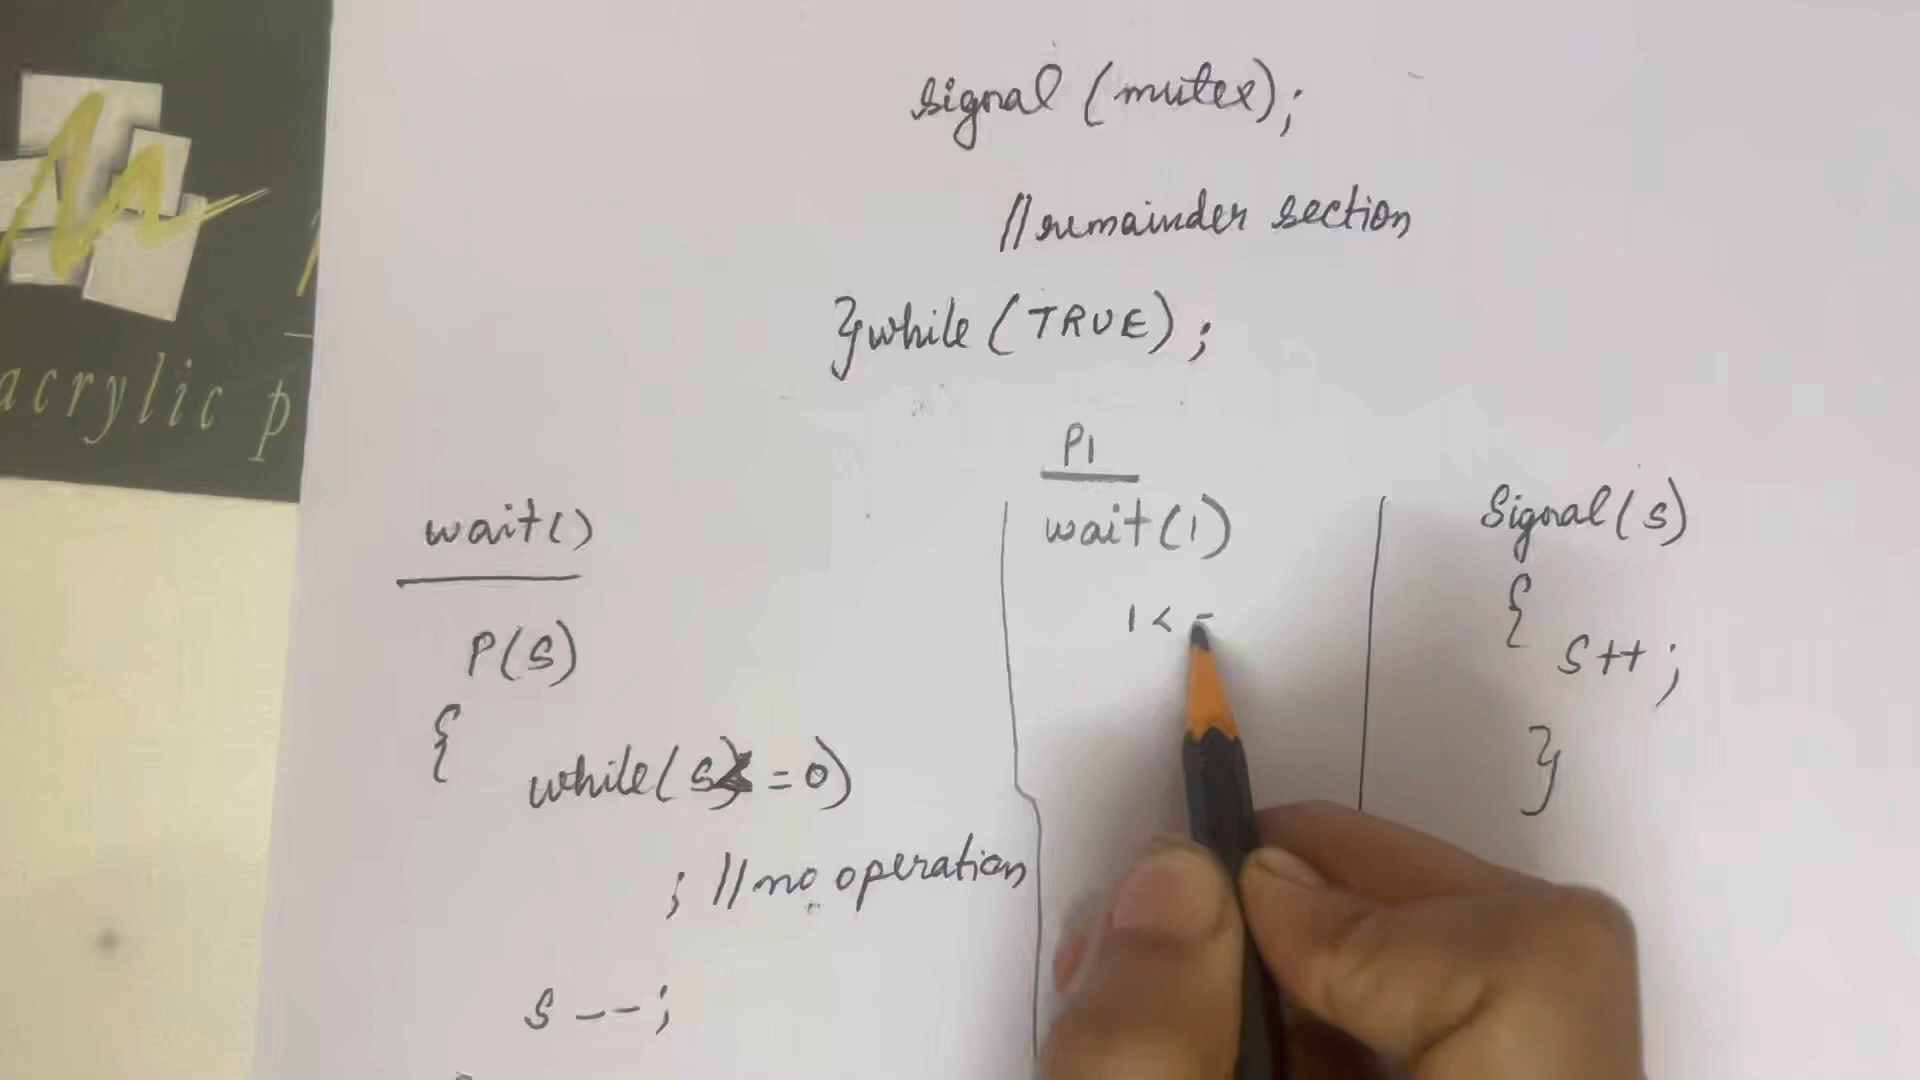 signal (mutex);
//remainder section
}while (TRUE);
acrylic p
wait()
P(S)
{
while(S<=0)
; //no operation
S--;
P1
wait(1)
1<=
Signal(S)
{
S++;
}